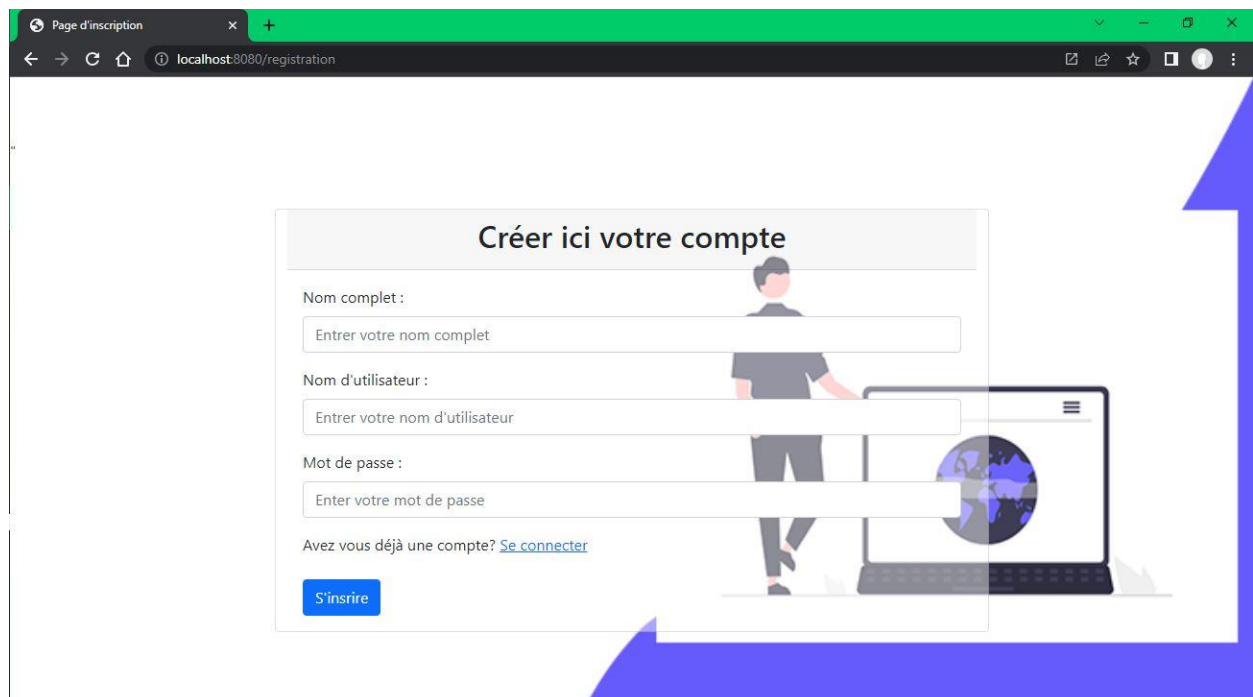 Page d'inscription
localhost:8080/registration
"
Créer ici votre compte
Nom complet :
Entrer votre nom complet
Nom d'utilisateur :
Entrer votre nom d'utilisateur
Mot de passe :
Enter votre mot de passe
Avez vous déjà une compte? Se connecter
S'insrire